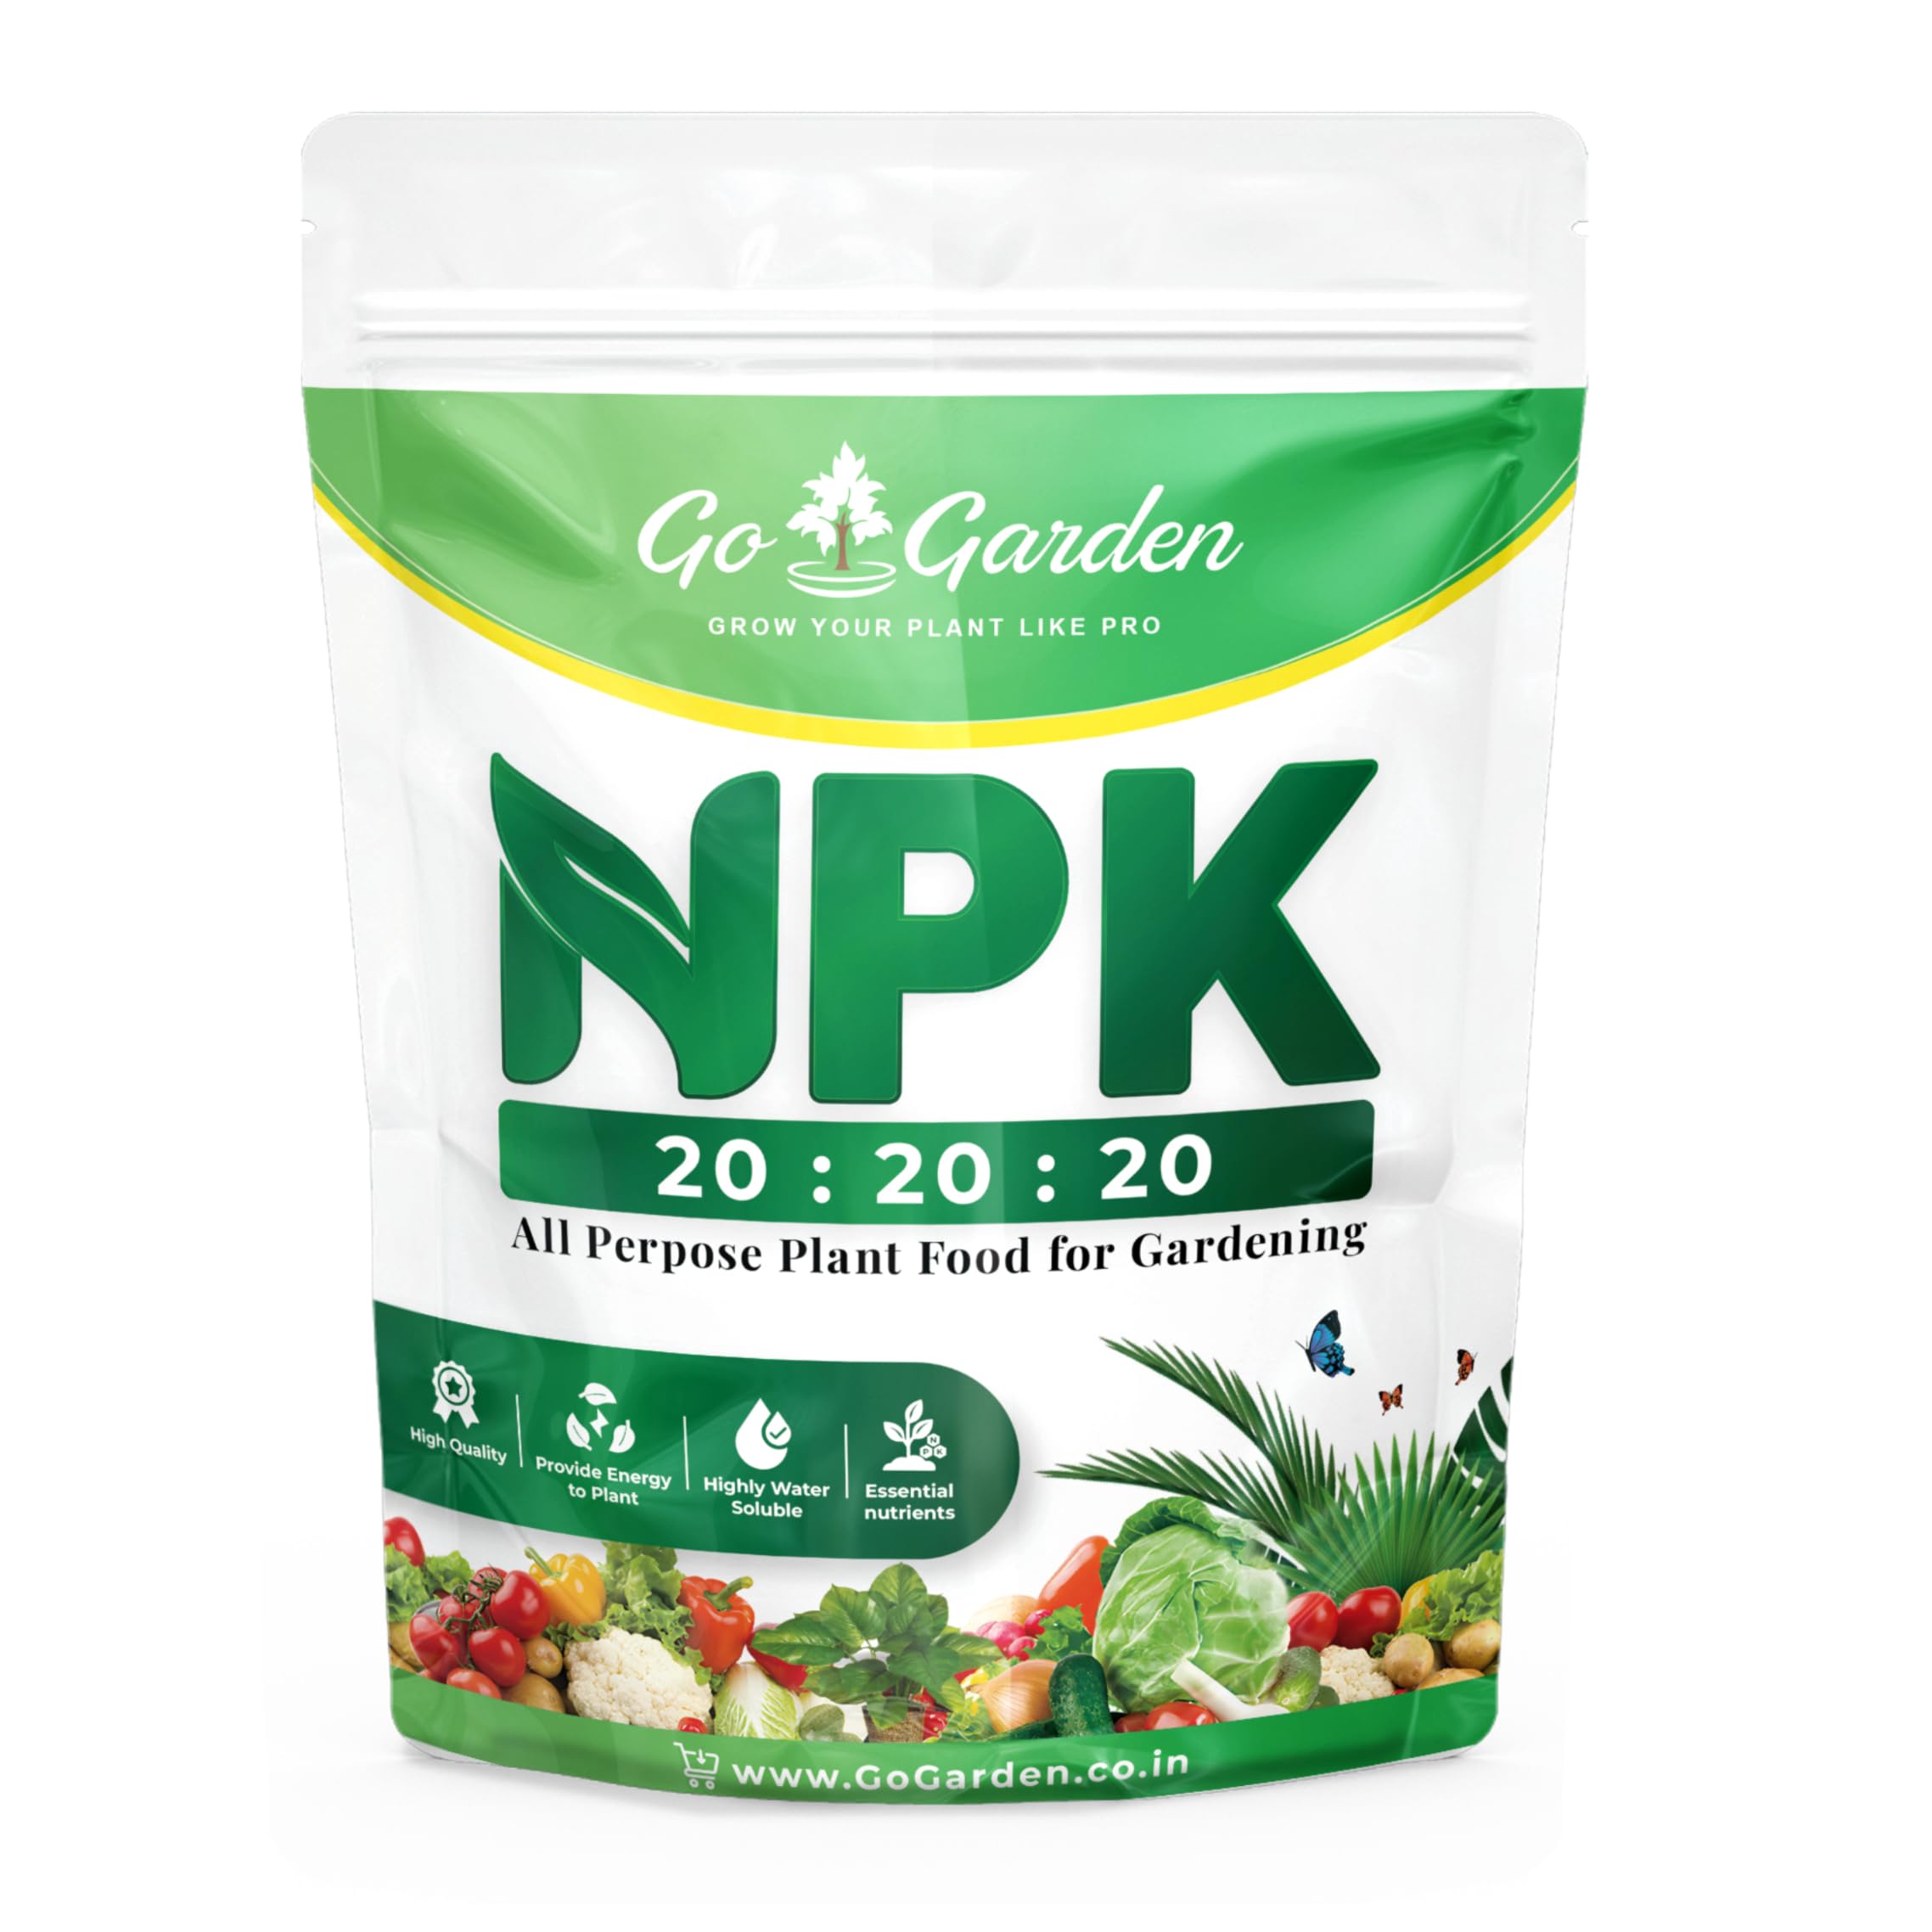 Go Garden
GROW YOUR PLANT LIKE PRO
NPK
20 : 20 : 20
All Perpose Plant Food for Gardening
High Quality
Provide Energy
to Plant
Highly Water
Soluble
N
P K
Essential
nutrients
www.GoGarden.co.in